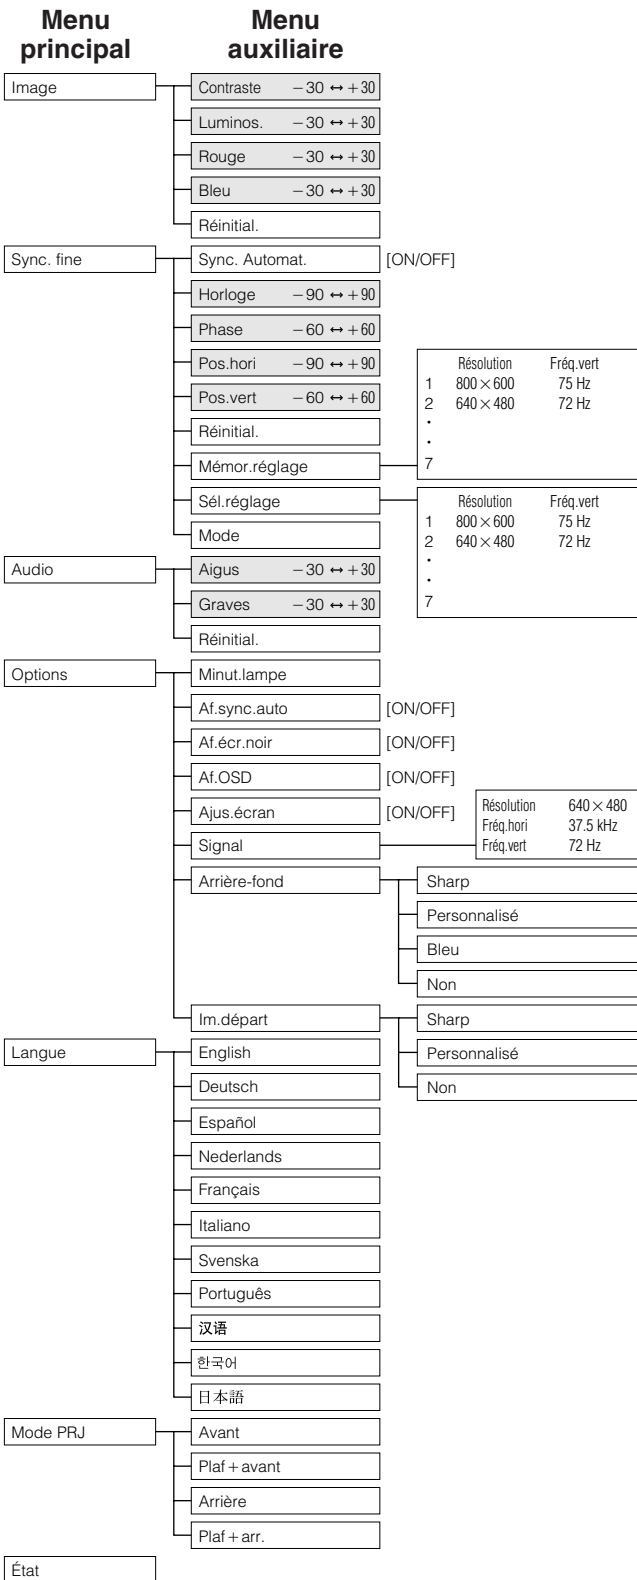 Menu principal
Menu auxiliaire
Image
Contraste −30 ↔ +30
Luminos. −30 ↔ +30
Rouge −30 ↔ +30
Bleu −30 ↔ +30
Réinitial.
Sync. fine
Sync. Automat. [ON/OFF]
Horloge −90 ↔ +90
Phase −60 ↔ +60
Pos.hori −90 ↔ +90
Pos.vert −60 ↔ +60
Réinitial.
Mémor.réglage
Résolution Fréq.vert
1 800 × 600 75 Hz
2 640 × 480 72 Hz
•
•
7
Sél.réglage
Résolution Fréq.vert
1 800 × 600 75 Hz
2 640 × 480 72 Hz
•
•
7
Mode
Audio
Aigus −30 ↔ +30
Graves −30 ↔ +30
Réinitial.
Options
Minut.lampe
Af.sync.auto [ON/OFF]
Af.écr.noir [ON/OFF]
Af.OSD [ON/OFF]
Ajus.écran [ON/OFF]
Signal
Résolution 640 × 480
Fréq.hori 37.5 kHz
Fréq.vert 72 Hz
Arrière-fond
Sharp
Personnalisé
Bleu
Non
Im.départ
Sharp
Personnalisé
Non
Langue
English
Deutsch
Español
Nederlands
Français
Italiano
Svenska
Português
汉语
한국어
日本語
Mode PRJ
Avant
Plaf + avant
Arrière
Plaf + arr.
État